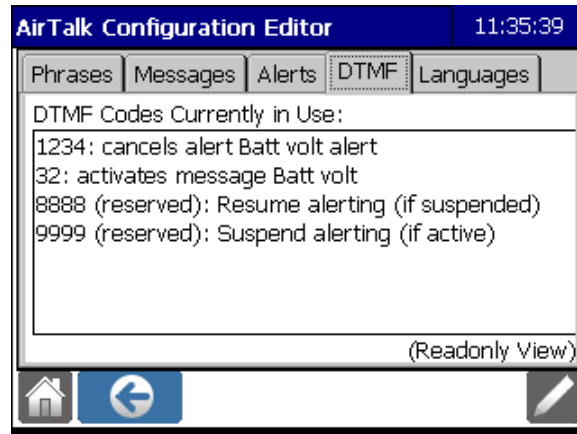 AirTalk Configuration Editor 11:35:39
Phrases Messages Alerts DTMF Languages
DTMF Codes Currently in Use:
1234: cancels alert Batt volt alert
32: activates message Batt volt
8888 (reserved): Resume alerting (if suspended)
9999 (reserved): Suspend alerting (if active)
(Readonly View)